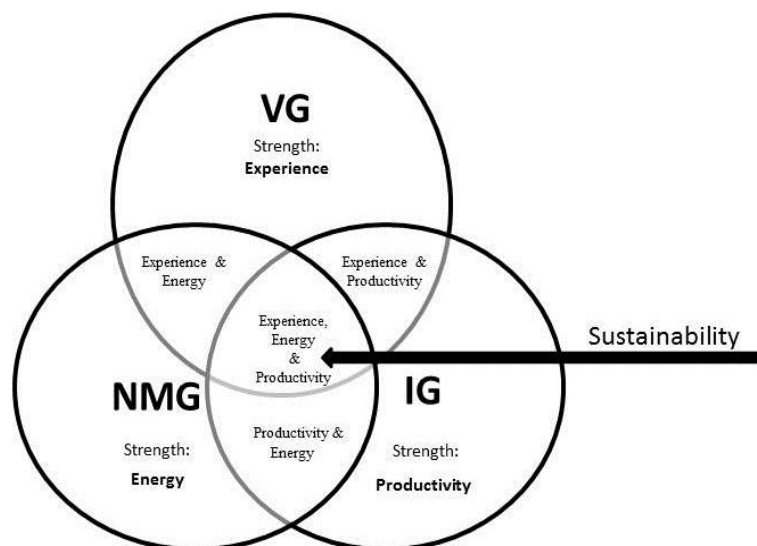 VG
Strength:
Experience
Experience &
Energy
Experience &
Productivity
Experience,
Energy
&
Productivity
Sustainability
NMG
IG
Productivity &
Energy
Strength:
Energy
Strength:
Productivity